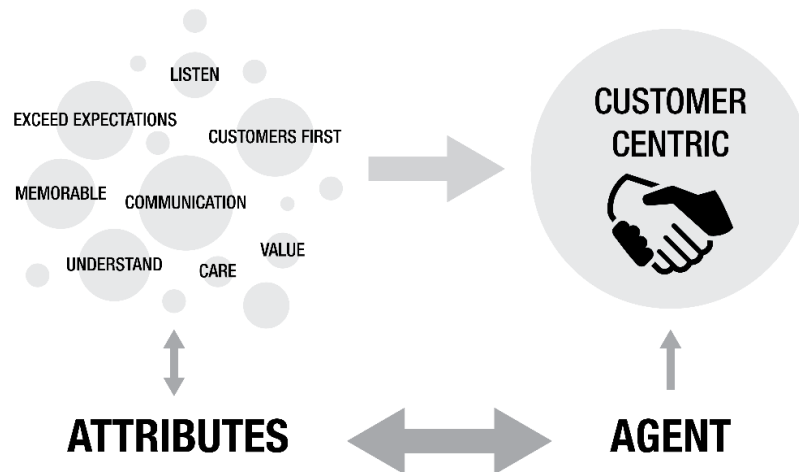 LISTEN
EXCEED EXPECTATIONS
CUSTOMERS FIRST
MEMORABLE
COMMUNICATION
UNDERSTAND
CARE
VALUE
CUSTOMER
CENTRIC
ATTRIBUTES
AGENT